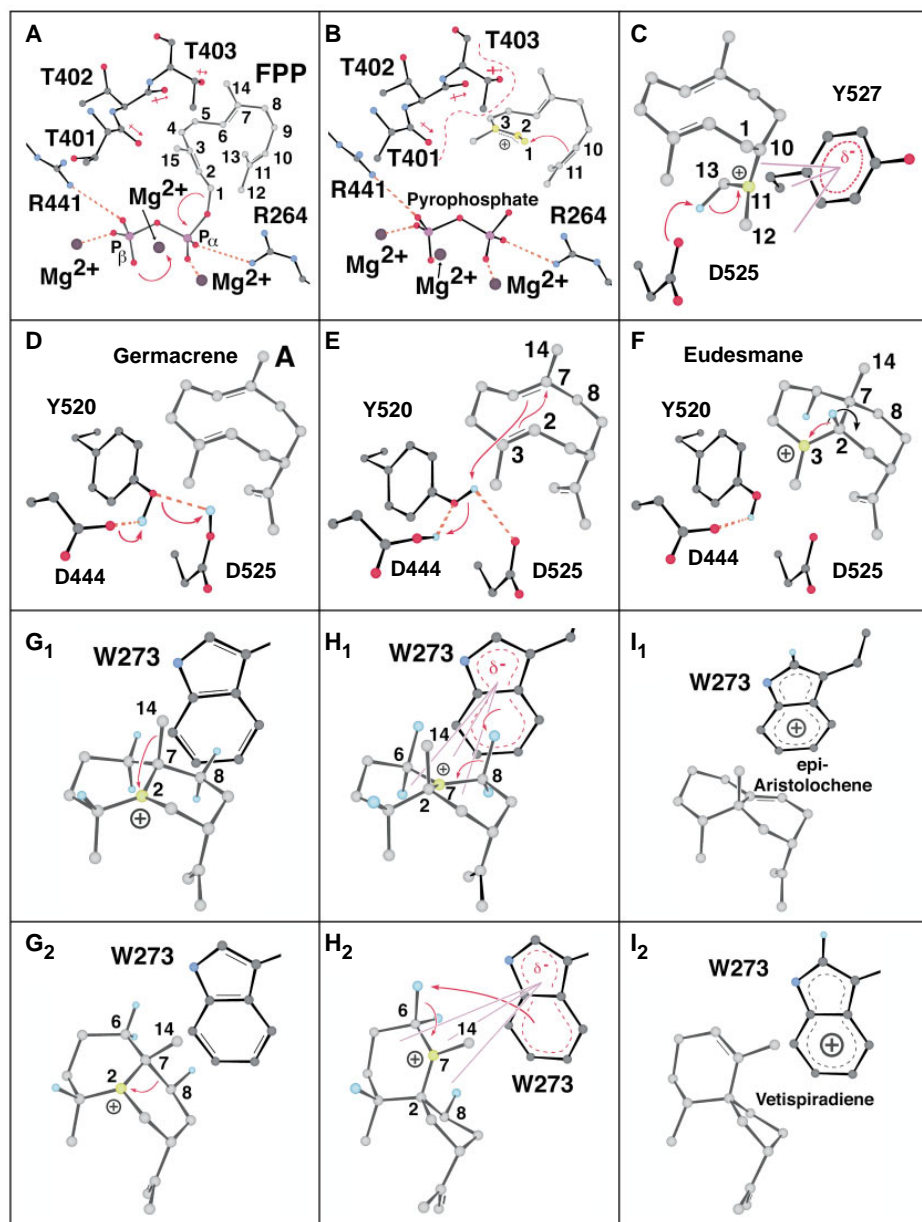 A
T403
T402
FPP
14
8
5
7
4
6
9
T401
3
13
10
15
2
11
12
R441
1
Mg2+
R264
Pβ
Pα
Mg2+
Mg2+
B
T403
T402
3
2
T401
⊕
1
10
11
R441
Pyrophosphate
R264
Mg2+
Mg2+
Mg2+
C
Y527
1
10
13
⊕
δ-
11
12
D525
D
Germacrene A
Y520
D444
D525
E
14
7
8
Y520
2
3
D444
D525
F
Eudesmane
14
7
8
Y520
2
3
⊕
D444
D525
G1
W273
14
7
8
2
⊕
H1
W273
δ-
14
6
⊕
8
2
7
I1
W273
⊕
epi-
Aristolochene
G2
W273
6
14
7
2
8
⊕
H2
δ-
6
14
⊕
7
W273
2
8
I2
W273
⊕
Vetispiradiene